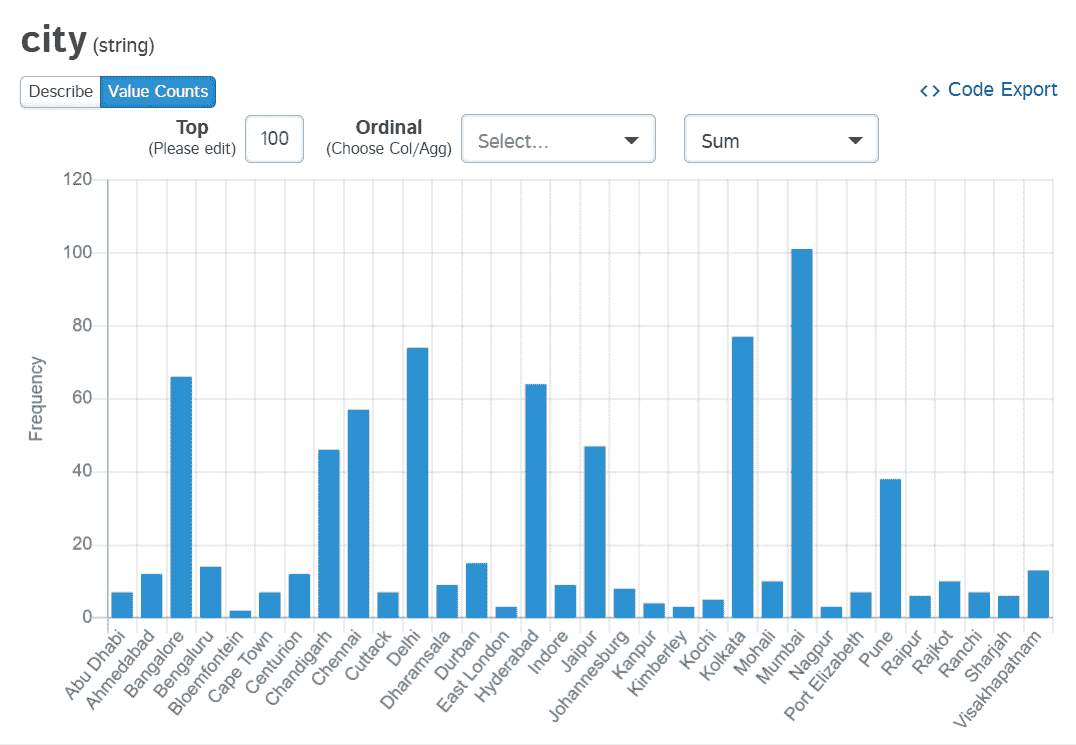 city (string)
Describe Value Counts
<> Code Export
Top
(Please edit)
100
Ordinal
(Choose Col/Agg)
Select...
Sum
120
100
80
60
40
20
0
Frequency
Abu Dhabi
Ahmedabad
Bangalore
Bengaluru
Bloemfontein
Cape Town
Centurion
Chandigarh
Chennai
Cuttack
Delhi
Dharamsala
Durban
East London
Hyderabad
Indore
Jaipur
Johannesburg
Kanpur
Kimberley
Kochi
Kolkata
Mohali
Mumbai
Nagpur
Port Elizabeth
Pune
Raipur
Rajkot
Ranchi
Sharjah
Visakhapatnam